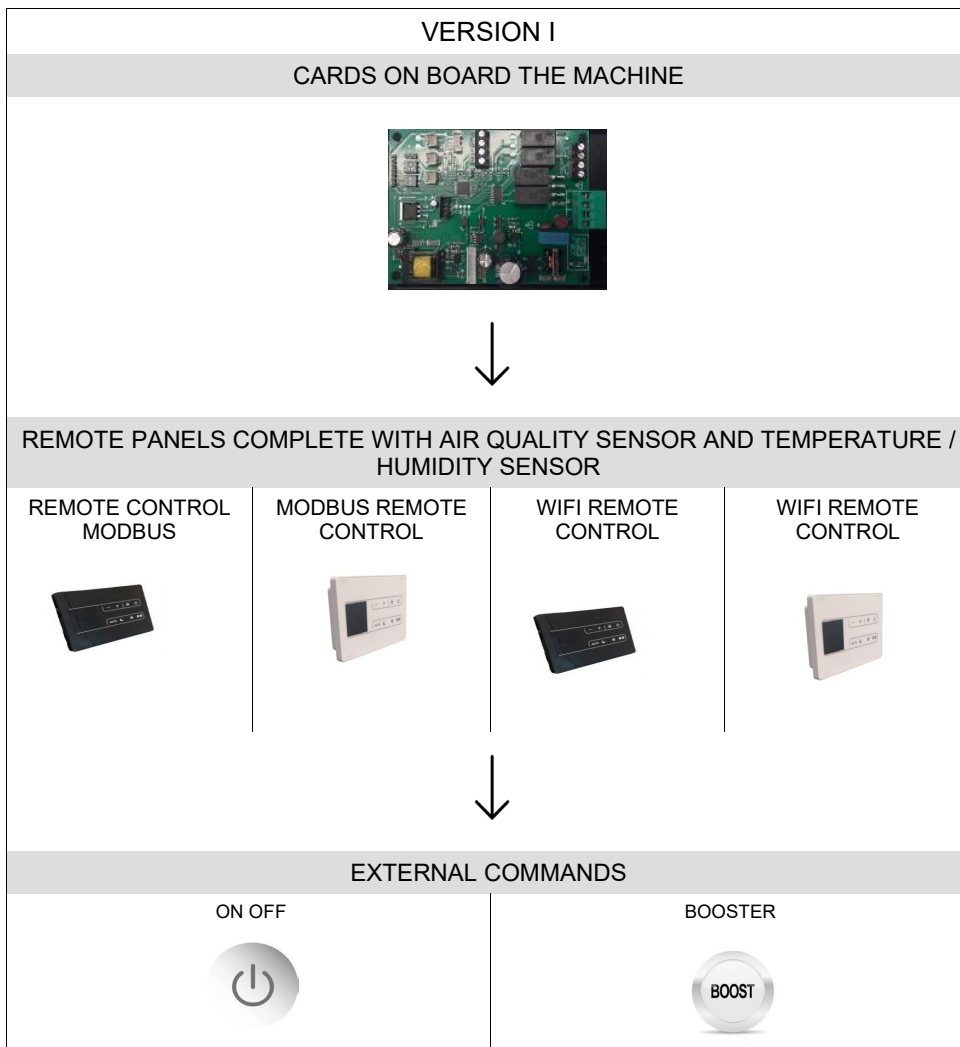 VERSION I
CARDS ON BOARD THE MACHINE
REMOTE PANELS COMPLETE WITH AIR QUALITY SENSOR AND TEMPERATURE /
HUMIDITY SENSOR
REMOTE CONTROL
MODBUS
MODBUS REMOTE
CONTROL
WIFI REMOTE
CONTROL
WIFI REMOTE
CONTROL
EXTERNAL COMMANDS
ON OFF
BOOSTER
BOOST